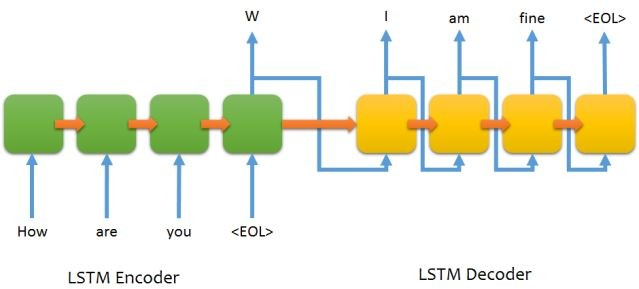 W I am fine <EOL>
How are you <EOL>
LSTM Encoder LSTM Decoder